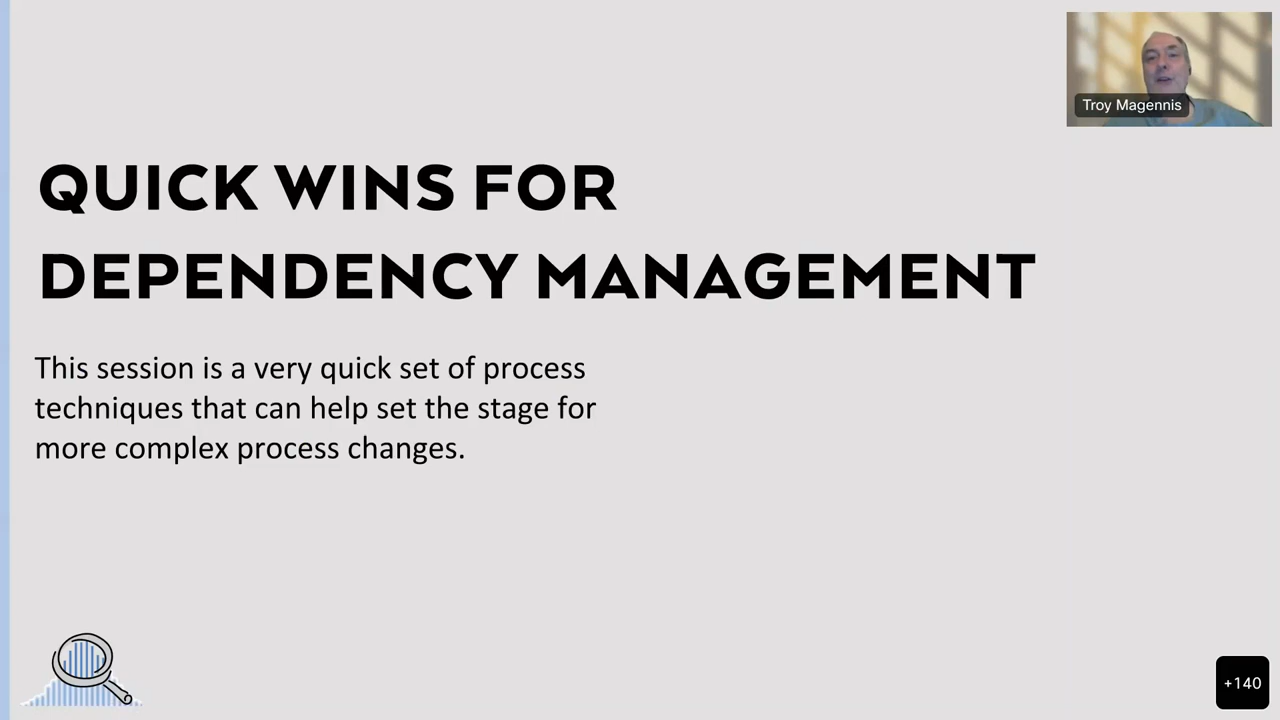 Troy Magennis
QUICK WINS FOR
DEPENDENCY MANAGEMENT
This session is a very quick set of process
techniques that can help set the stage for
more complex process changes.
+140